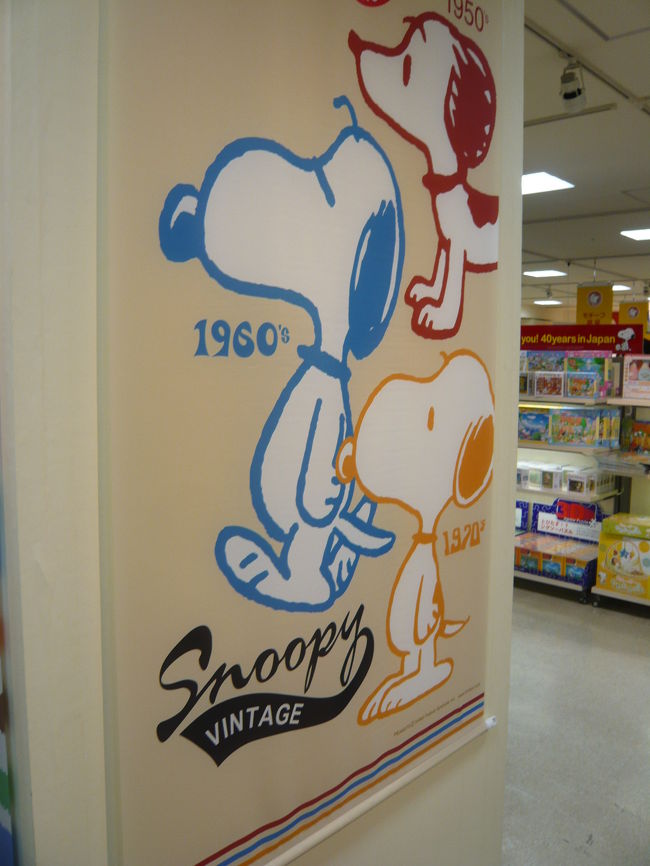 1950's
1960's
1970's
Snoopy
VINTAGE
you! 40years in Japan